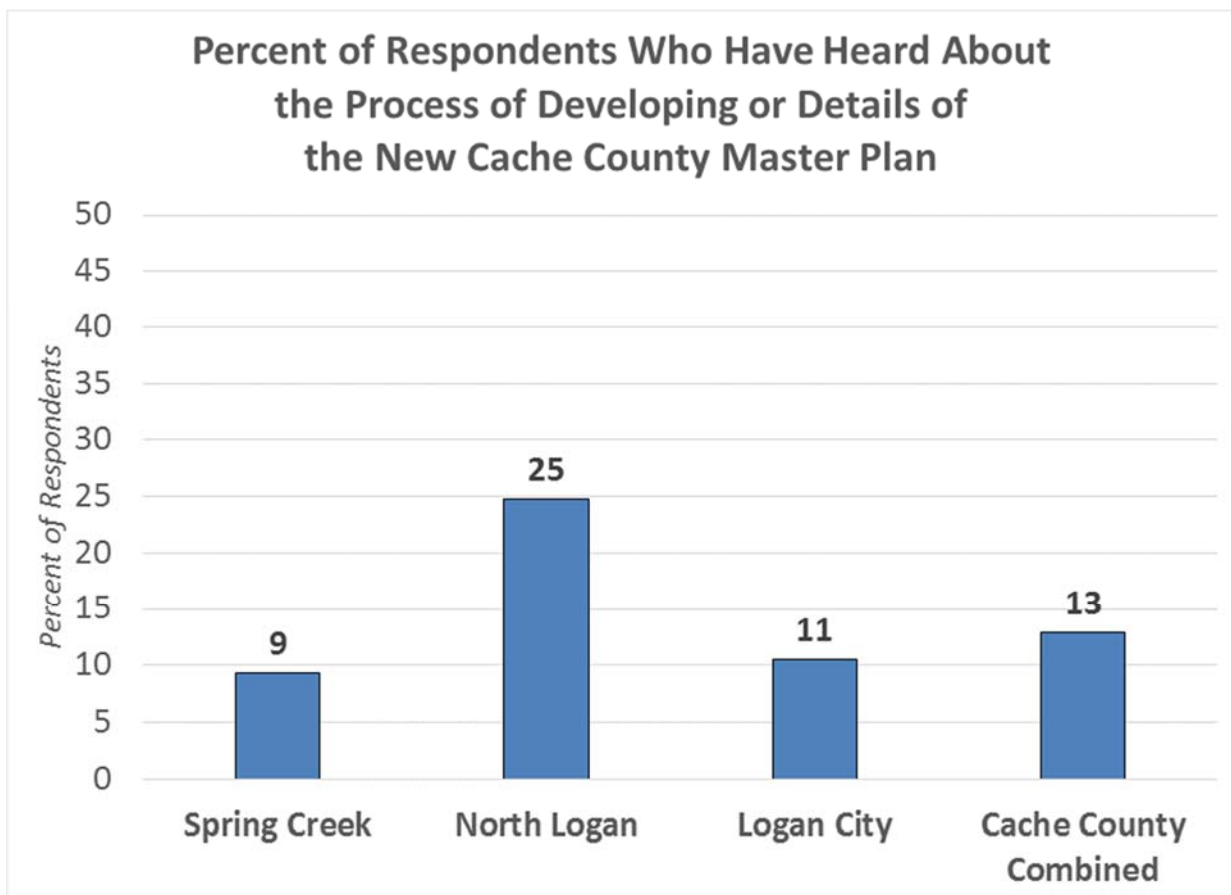 Percent of Respondents Who Have Heard About
the Process of Developing or Details of
the New Cache County Master Plan
Percent of Respondents
50
45
40
35
30
25
20
15
10
5
0
9
25
11
13
Spring Creek
North Logan
Logan City
Cache County
Combined